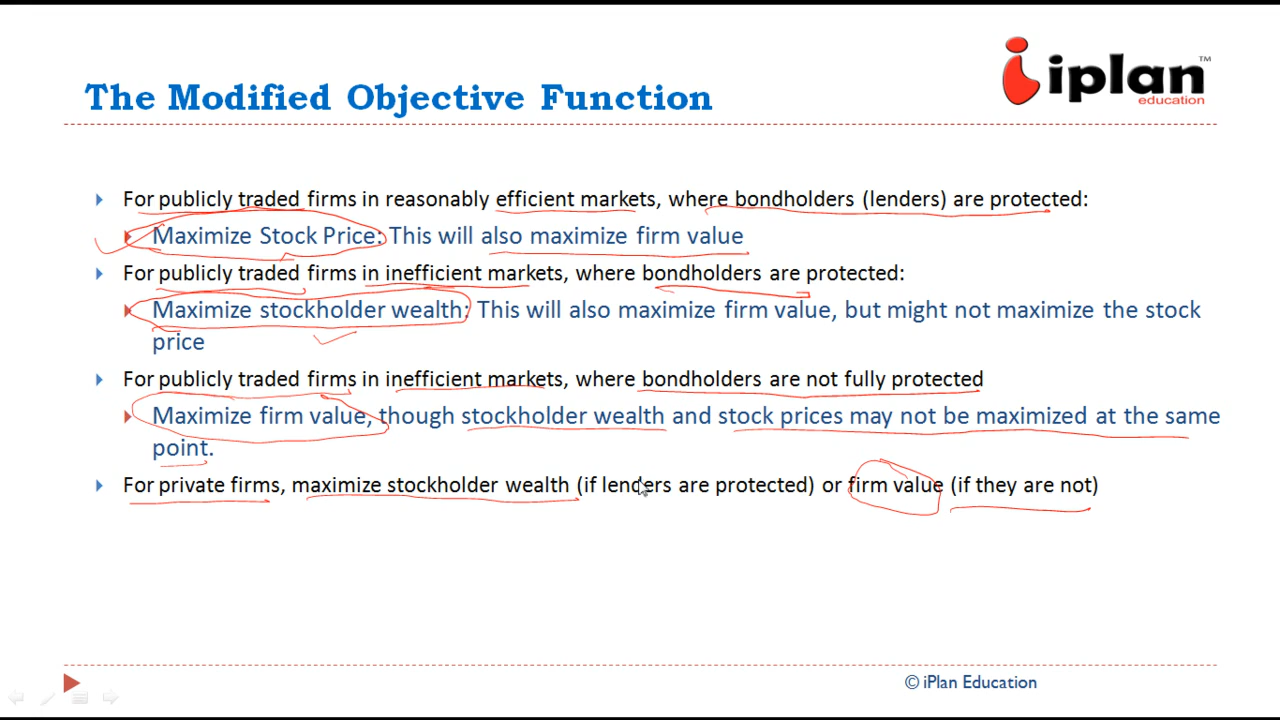 The Modified Objective Function
iplan™
education
For publicly traded firms in reasonably efficient markets, where bondholders (lenders) are protected:
Maximize Stock Price: This will also maximize firm value
For publicly traded firms in inefficient markets, where bondholders are protected:
Maximize stockholder wealth: This will also maximize firm value, but might not maximize the stock
price
For publicly traded firms in inefficient markets, where bondholders are not fully protected
Maximize firm value, though stockholder wealth and stock prices may not be maximized at the same
point.
For private firms, maximize stockholder wealth (if lenders are protected) or firm value (if they are not)
© iPlan Education